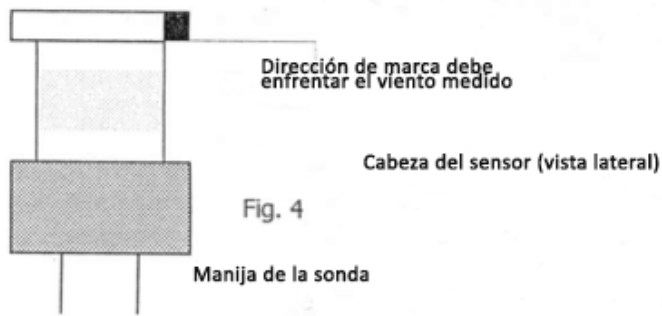 Dirección de marca debe
enfrentar el viento medido
Cabeza del sensor (vista lateral)
Fig. 4
Manija de la sonda